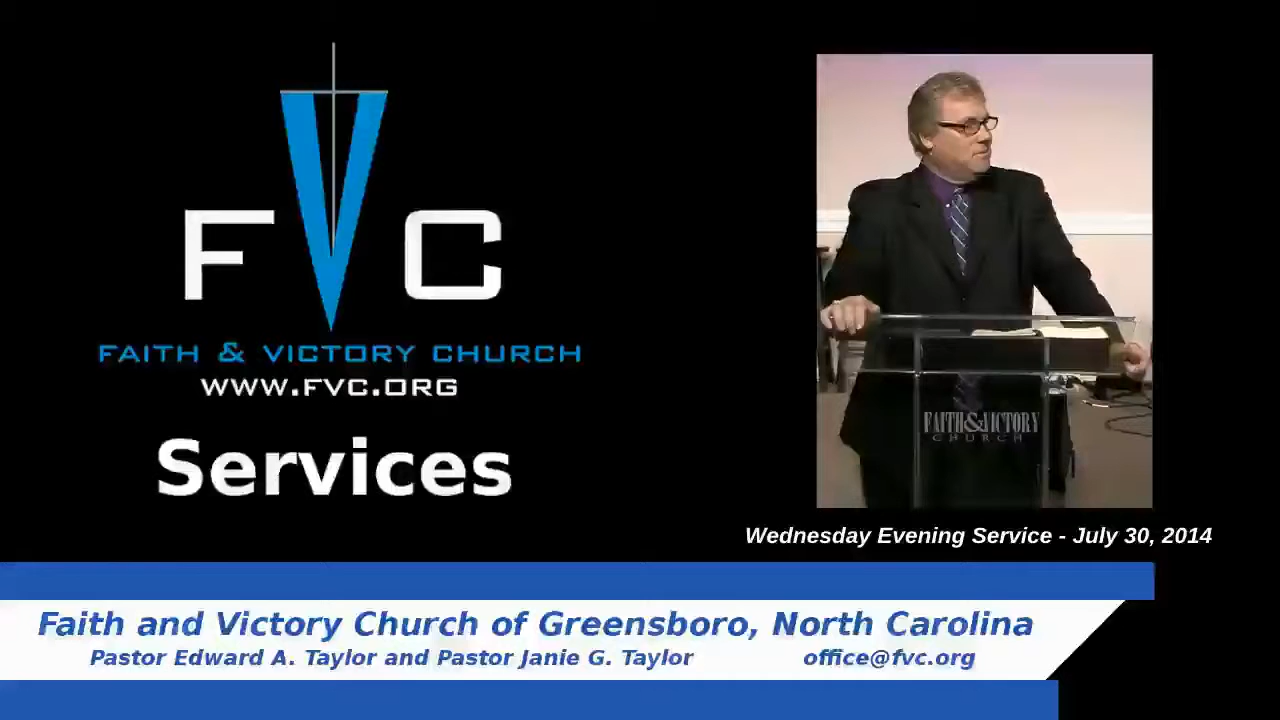 FVC
FAITH & VICTORY CHURCH
WWW.FVC.ORG
Services
FAITH&VICTORY
CHURCH
Wednesday Evening Service - July 30, 2014
Faith and Victory Church of Greensboro, North Carolina
Pastor Edward A. Taylor and Pastor Janie G. Taylor office@fvc.org